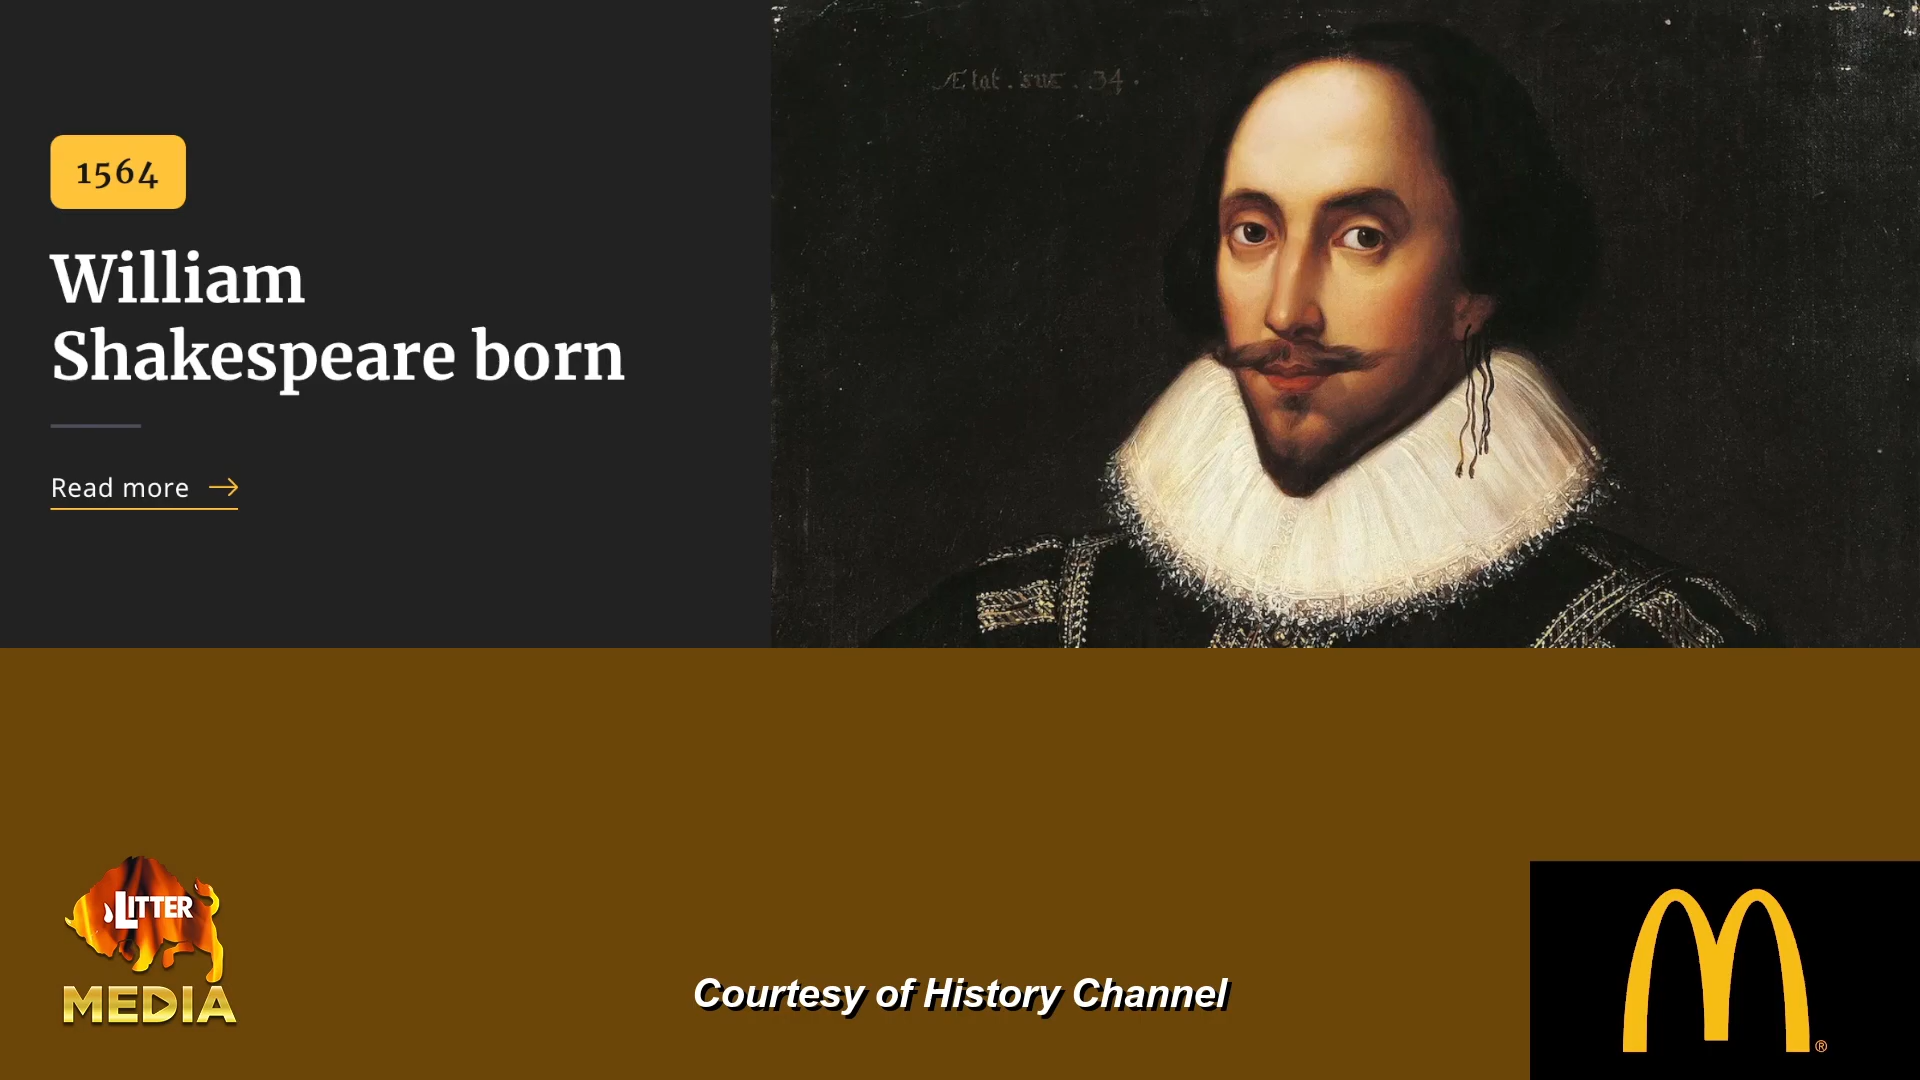 Ætat. suæ. 34.
1564
William
Shakespeare born
Read more
LITTER
MEDIA
Courtesy of History Channel
®